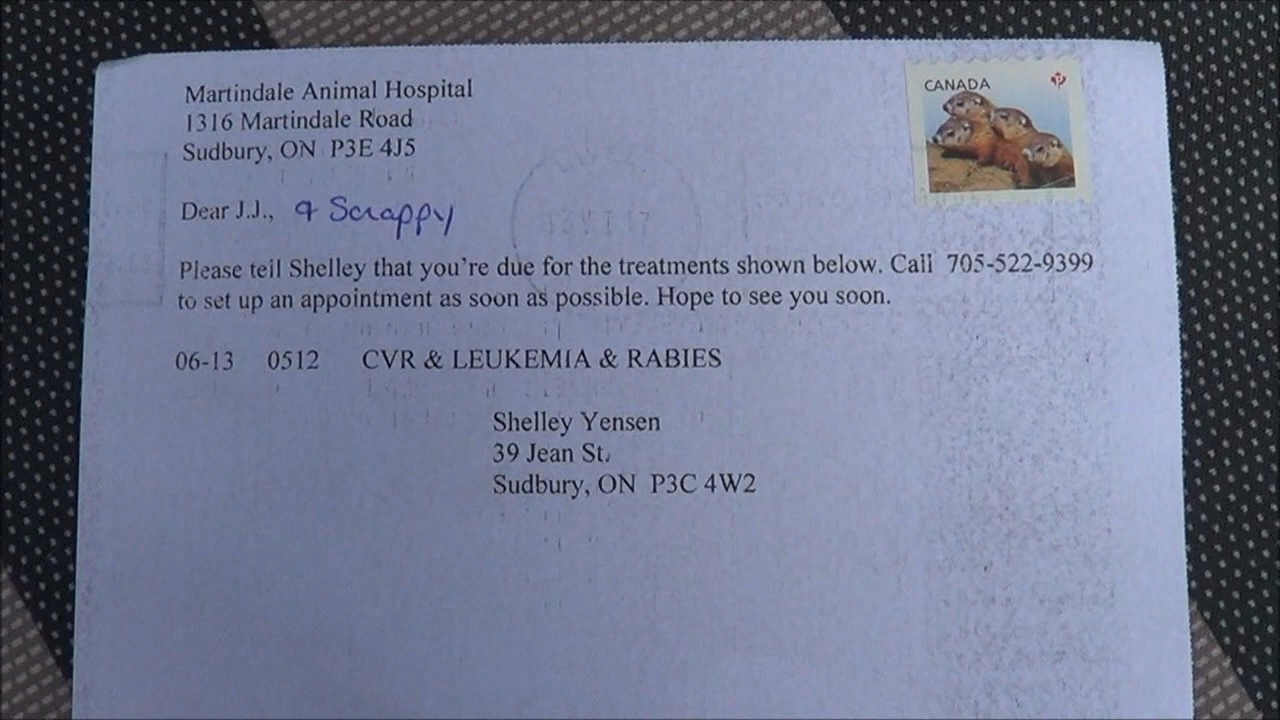 Martindale Animal Hospital
1316 Martindale Road
Sudbury, ON P3E 4J5
CANADA
P
Dear J.J., & Scrappy
Please tell Shelley that you're due for the treatments shown below. Call 705-522-9399
to set up an appointment as soon as possible. Hope to see you soon.
06-13 0512 CVR & LEUKEMIA & RABIES
Shelley Yensen
39 Jean St.
Sudbury, ON P3C 4W2